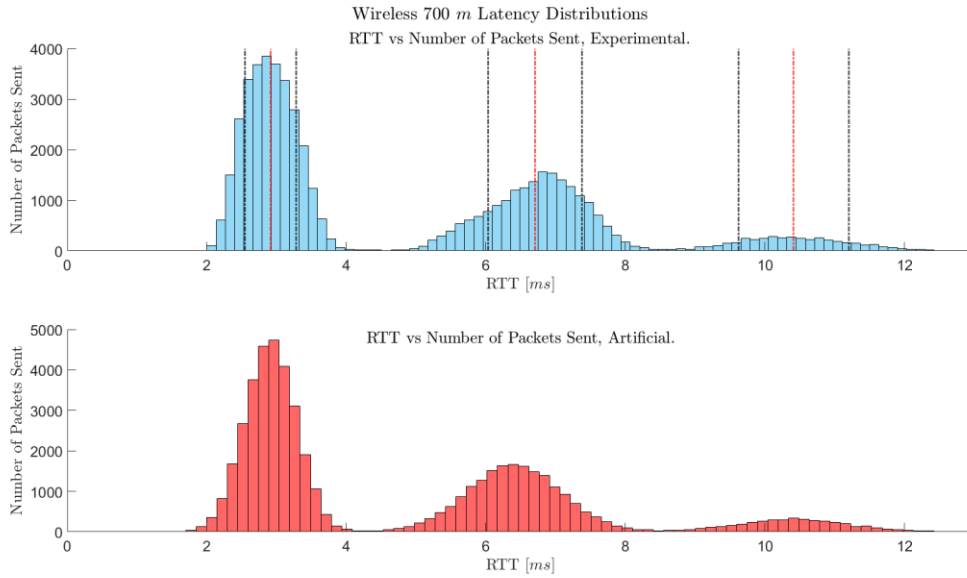 Wireless 700 m Latency Distributions
RTT vs Number of Packets Sent, Experimental.
Number of Packets Sent
4000
3000
2000
1000
0
0 2 4 6 8 10 12
RTT [ms]
RTT vs Number of Packets Sent, Artificial.
Number of Packets Sent
5000
4000
3000
2000
1000
0
0 2 4 6 8 10 12
RTT [ms]